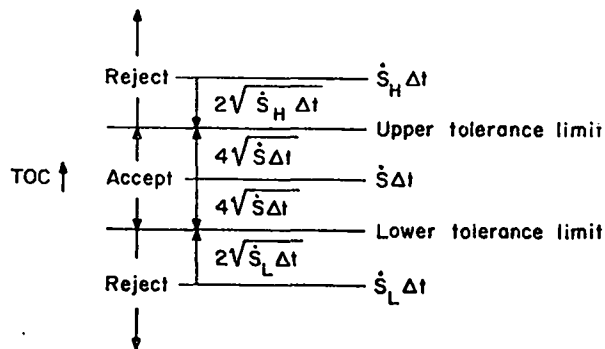 Reject Ṡ_H Δt
2√Ṡ_H Δt
Upper tolerance limit
4√ṠΔt
TOC ↑ Accept ṠΔt
4√ṠΔt
Lower tolerance limit
2√Ṡ_L Δt
Reject Ṡ_L Δt